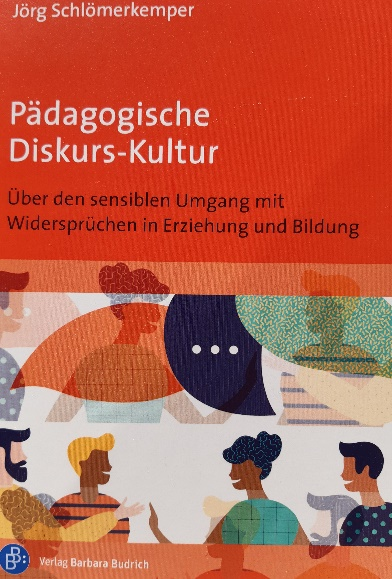 Jörg Schlömerkemper
Pädagogische
Diskurs-Kultur
Über den sensiblen Umgang mit
Widersprüchen in Erziehung und Bildung
B B:
Verlag Barbara Budrich